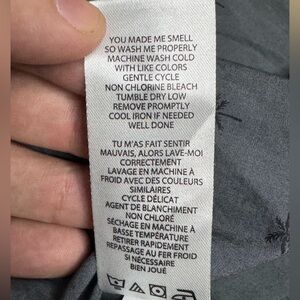 YOU MADE ME SMELL
SO WASH ME PROPERLY
MACHINE WASH COLD
WITH LIKE COLORS
GENTLE CYCLE
NON CHLORINE BLEACH
TUMBLE DRY LOW
REMOVE PROMPTLY
COOL IRON IF NEEDED
WELL DONE
TU M'AS FAIT SENTIR
MAUVAIS, ALORS LAVE-MOI
CORRECTEMENT
LAVAGE EN MACHINE À
FROID AVEC DES COULEURS
SIMILAIRES
CYCLE DÉLICAT
AGENT DE BLANCHIMENT
NON CHLORÉ
SÉCHAGE EN MACHINE À
BASSE TEMPÉRATURE
RETIRER RAPIDEMENT
REPASSAGE AU FER FROID
SI NÉCESSAIRE
BIEN JOUÉ